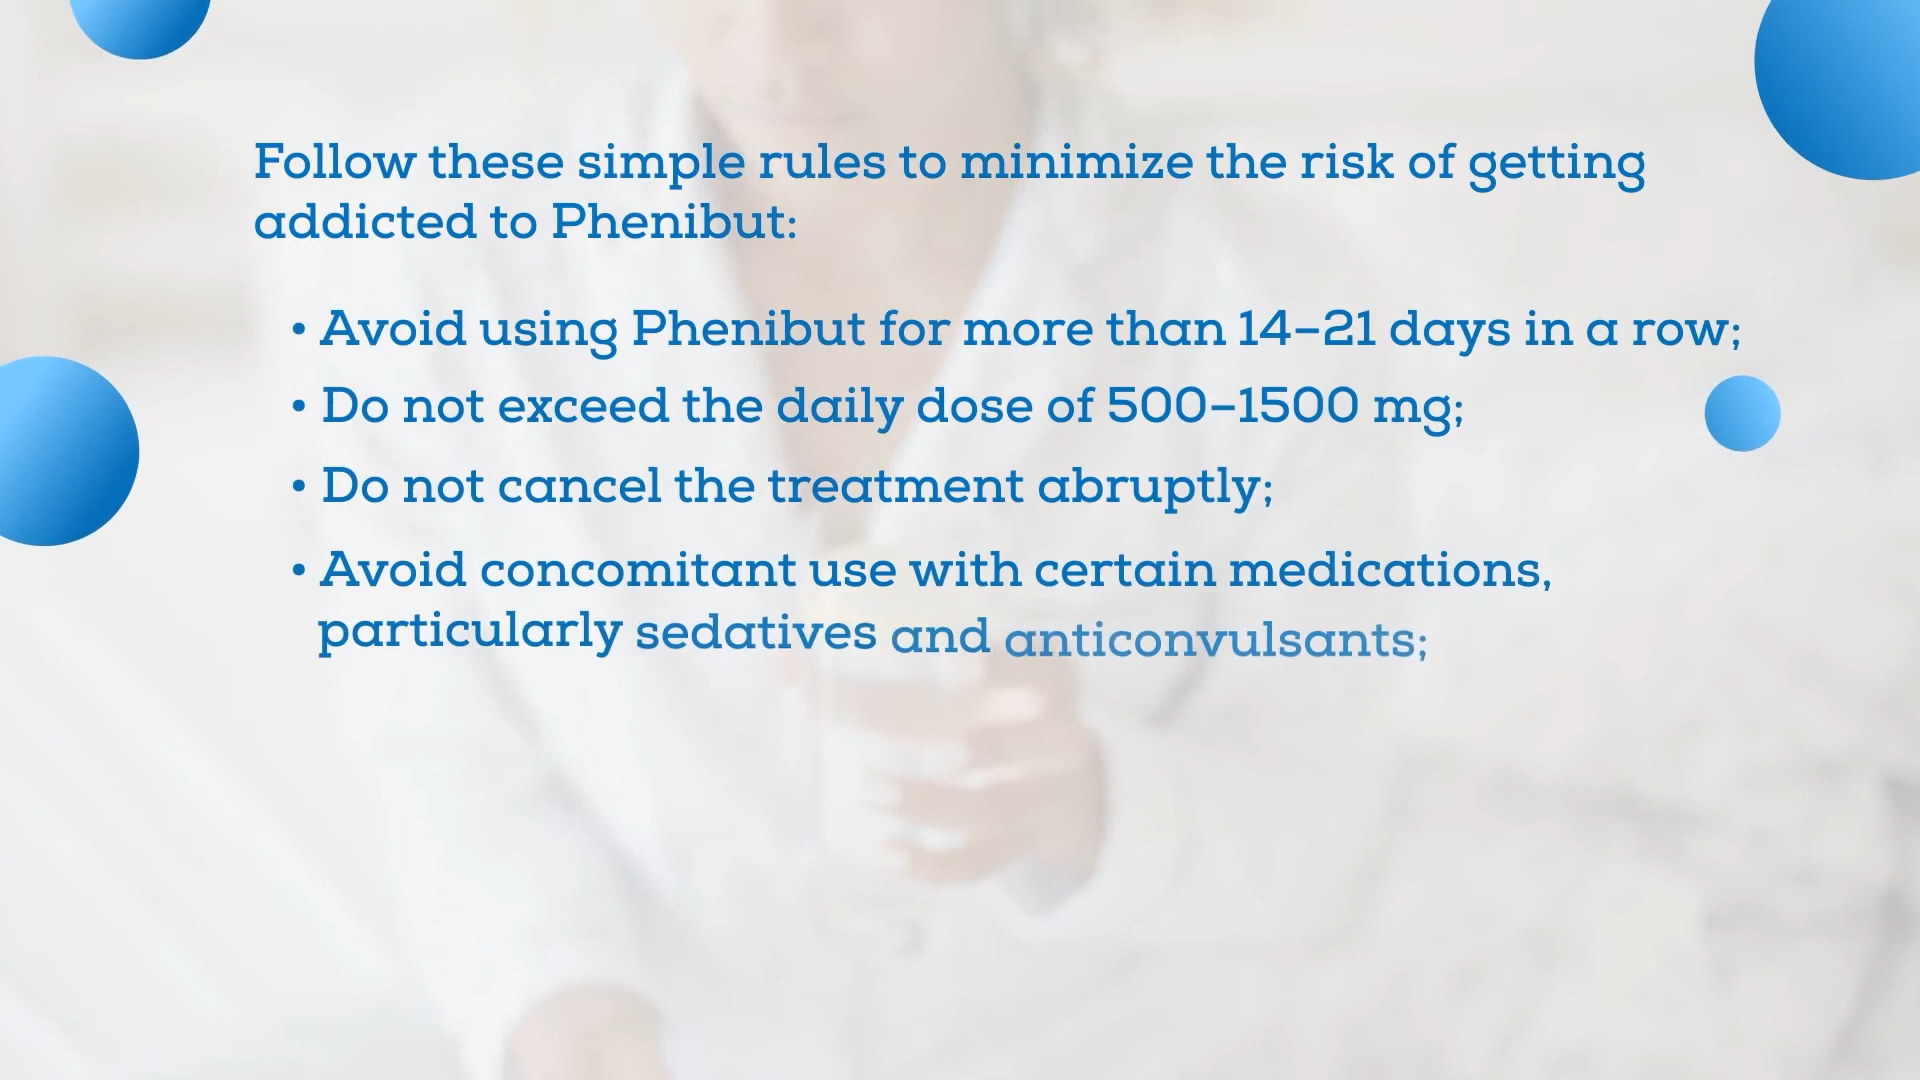 Follow these simple rules to minimize the risk of getting
addicted to Phenibut:
• Avoid using Phenibut for more than 14–21 days in a row;
• Do not exceed the daily dose of 500–1500 mg;
• Do not cancel the treatment abruptly;
• Avoid concomitant use with certain medications,
particularly sedatives and anticonvulsants;